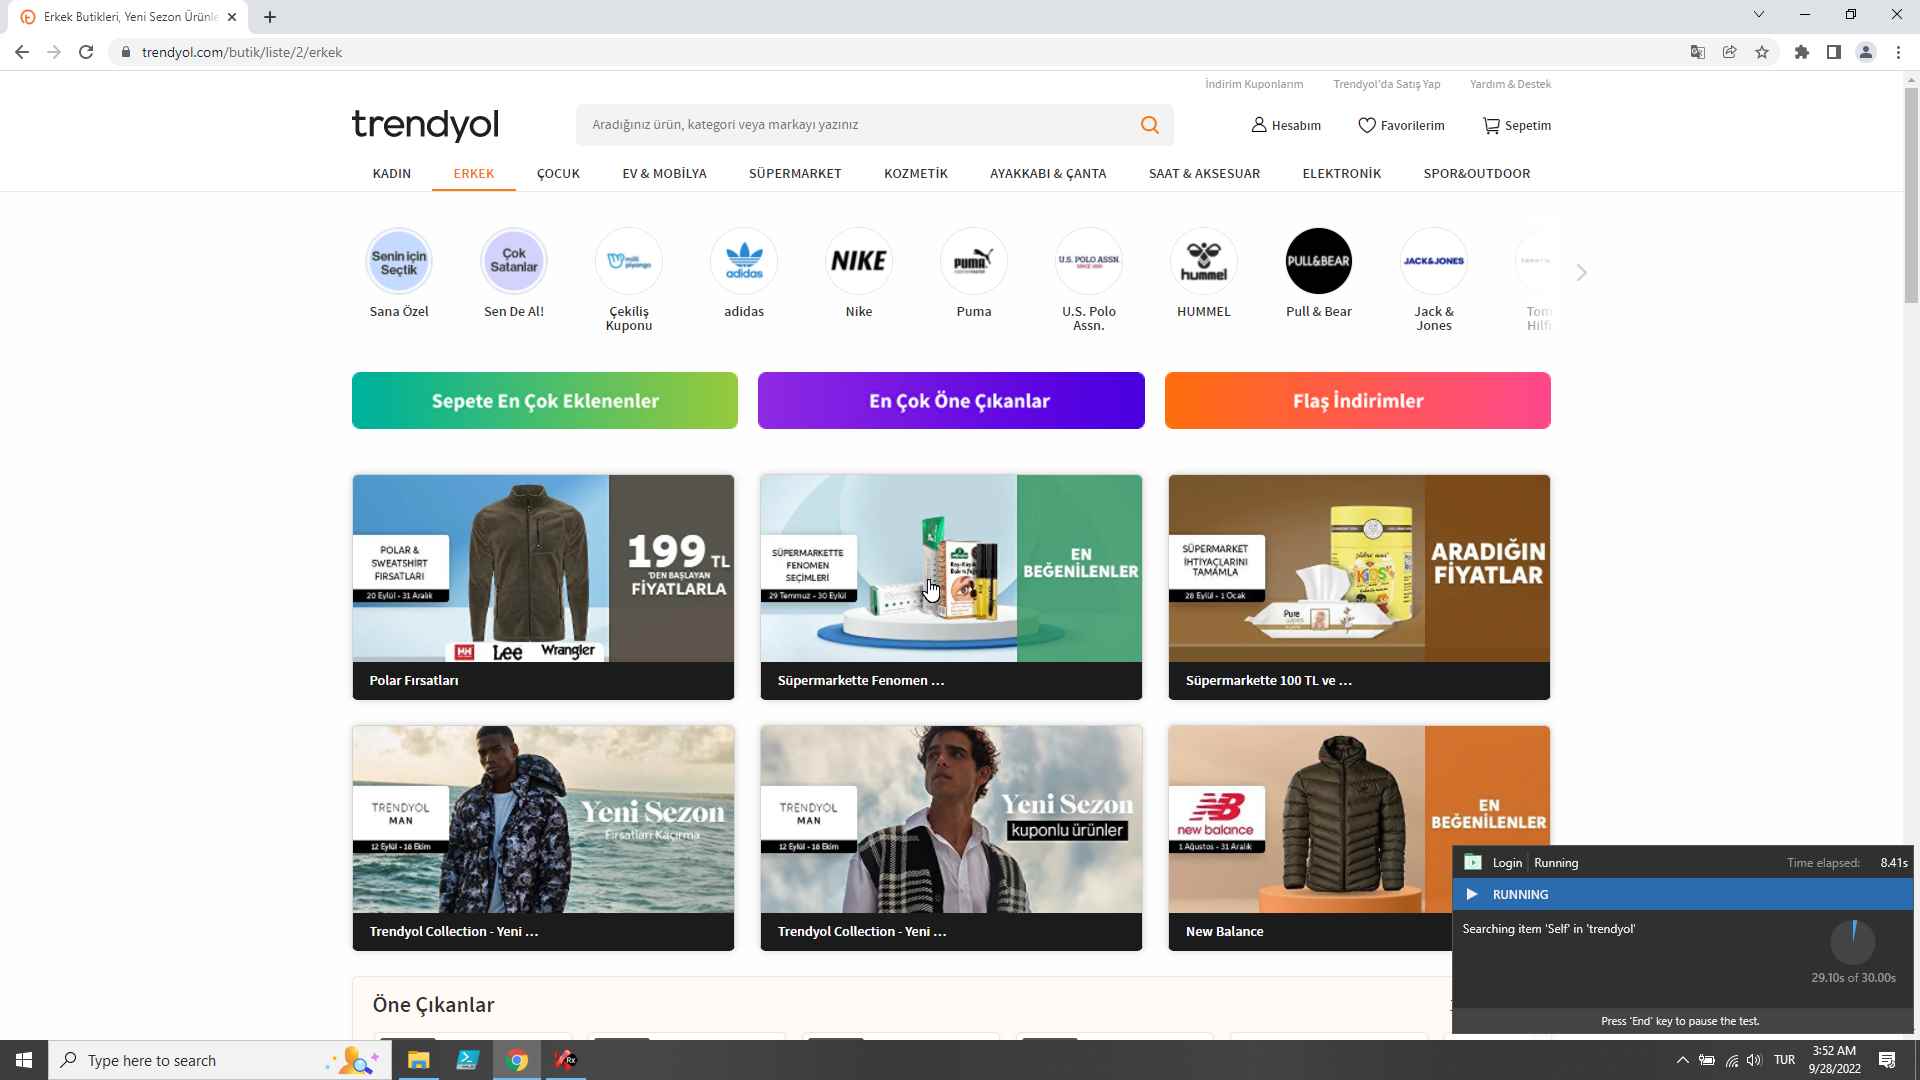 Erkek Butikleri, Yeni Sezon Ürünle
trendyol.com/butik/liste/2/erkek
İndirim Kuponlarım
Trendyol'da Satış Yap
Yardım & Destek
trendyol
Aradığınız ürün, kategori veya markayı yazınız
Hesabım
Favorilerim
Sepetim
KADIN
ERKEK
ÇOCUK
EV & MOBİLYA
SÜPERMARKET
KOZMETİK
AYAKKABI & ÇANTA
SAAT & AKSESUAR
ELEKTRONİK
SPOR&OUTDOOR
Senin için
Seçtik
Sana Özel
Çok
Satanlar
Sen De Al!
milli
piyango
Çekiliş
Kuponu
adidas
adidas
NIKE
Nike
PUMA
Puma
U.S. POLO ASSN.
SINCE 1890
U.S. Polo
Assn.
hummel
HUMMEL
PULL&BEAR
Pull & Bear
JACK&JONES
Jack &
Jones
Tom
Hilfi
Sepete En Çok Eklenenler
En Çok Öne Çıkanlar
Flaş İndirimler
POLAR &
SWEATSHIRT
FIRSATLARI
20 Eylül - 31 Aralık
199 TL
'DEN BAŞLAYAN
FİYATLARLA
HH
Lee
Wrangler
Polar Fırsatları
SÜPERMARKETTE
FENOMEN
SEÇİMLERİ
29 Temmuz - 30 Eylül
EN
BEĞENİLENLER
Süpermarkette Fenomen ...
SÜPERMARKET
İHTİYAÇLARINI
TAMAMLA
28 Eylül - 1 Ocak
KIDS
Pure
ARADIĞIN
FİYATLAR
Süpermarkette 100 TL ve ...
TRENDYOL
MAN
12 Eylül - 16 Ekim
Yeni Sezon
Fırsatları Kaçırma
Trendyol Collection - Yeni ...
TRENDYOL
MAN
12 Eylül - 16 Ekim
Yeni Sezon
kuponlu ürünler
Trendyol Collection - Yeni ...
new balance
1 Ağustos - 31 Aralık
EN
BEĞENİLENLER
New Balance
Öne Çıkanlar
Login
Running
Time elapsed:
8.41s
RUNNING
Searching item 'Self' in 'trendyol'
29.10s of 30.00s
Press 'End' key to pause the test.
Type here to search
Rx
TUR
3:52 AM
9/28/2022